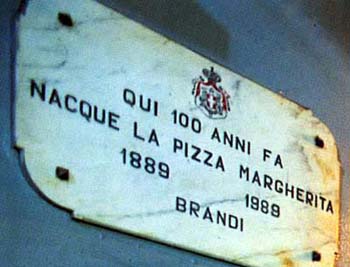 QUI 100 ANNI FA
NACQUE LA PIZZA MARGHERITA
1889 1989
BRANDI